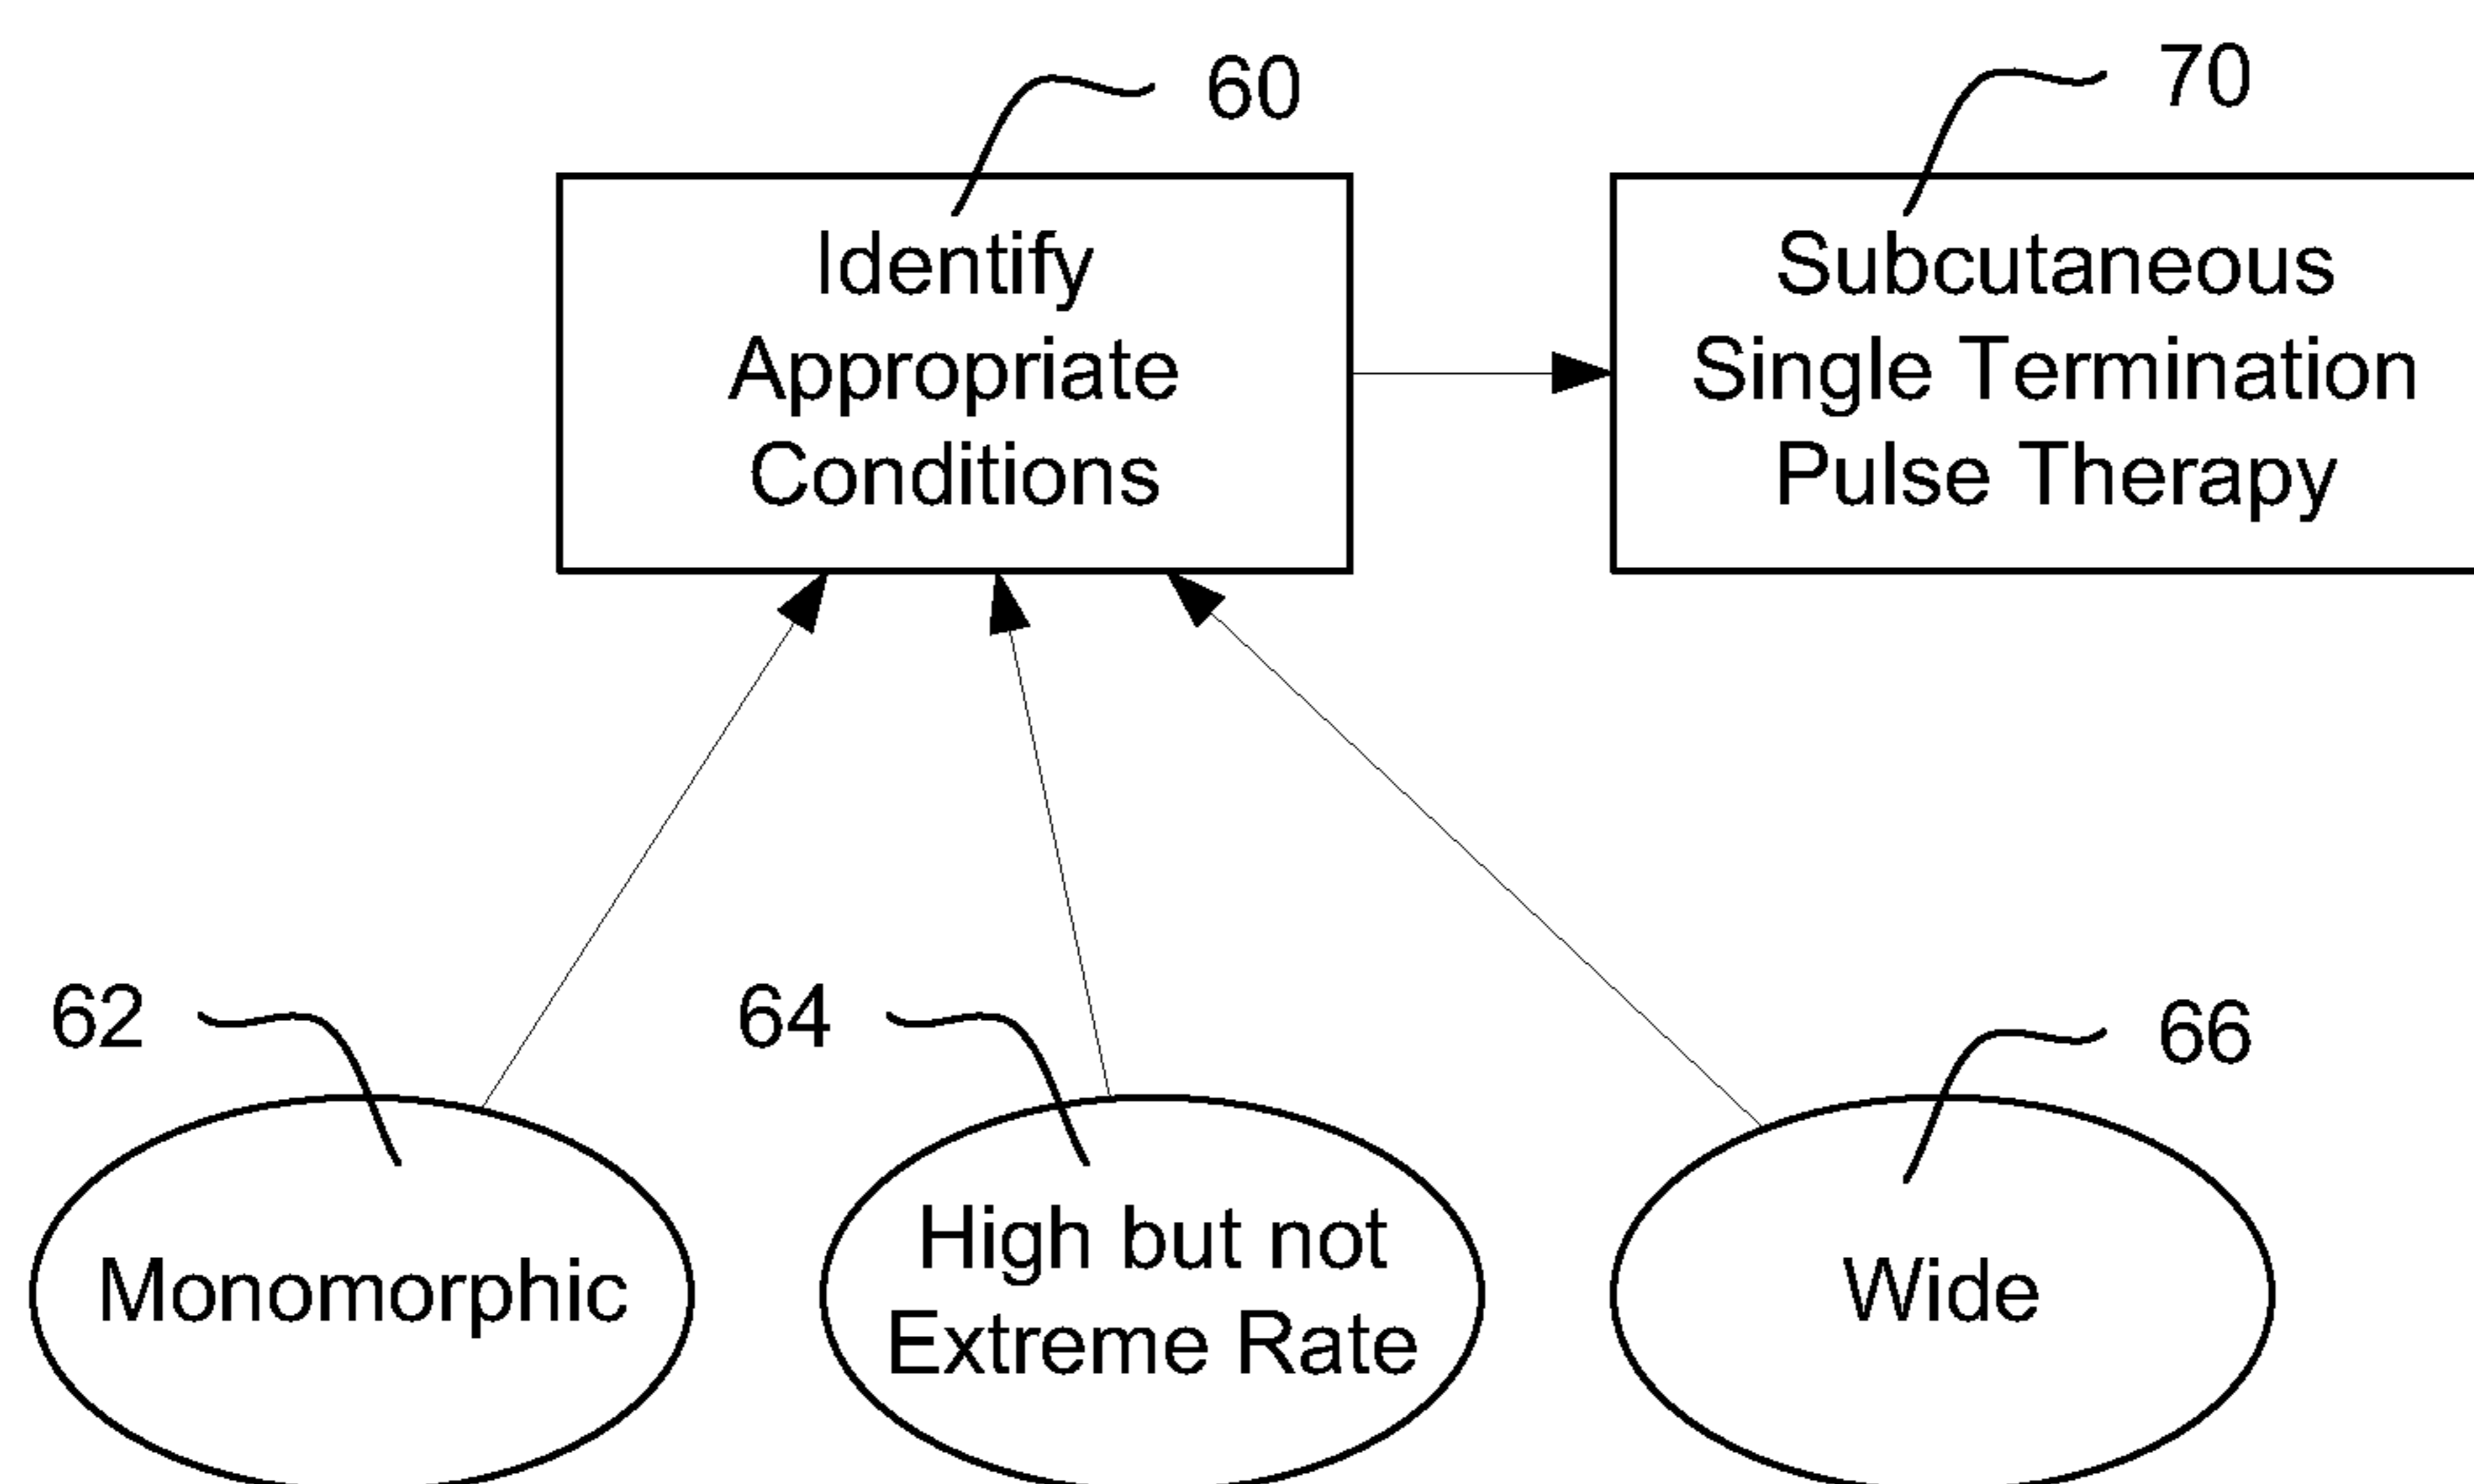 60
70
Identify
Appropriate
Conditions
Subcutaneous
Single Termination
Pulse Therapy
62
64
66
Monomorphic
High but not
Extreme Rate
Wide